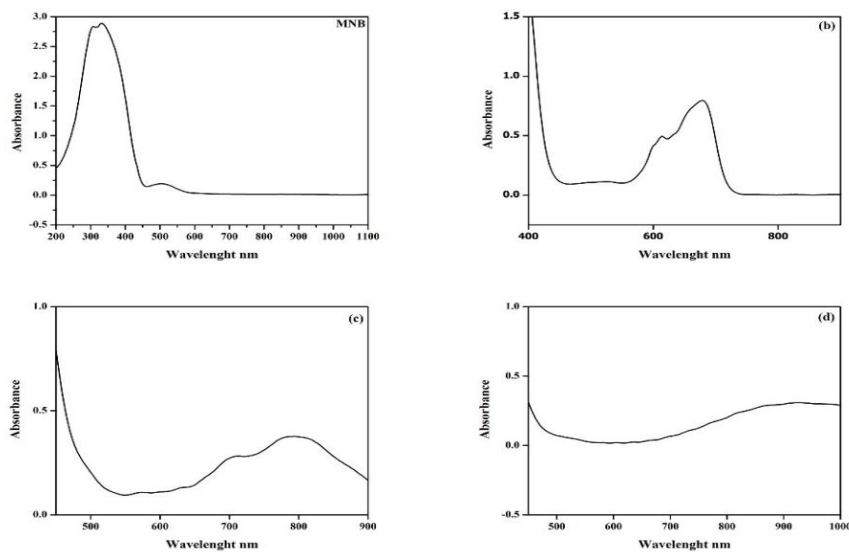 MNB
3.0
2.5
2.0
1.5
1.0
0.5
0.0
-0.5
Absorbance
200 300 400 500 600 700 800 900 1000 1100
Wavelenght nm
(b)
1.5
1.0
0.5
0.0
Absorbance
400 600 800
Wavelenght nm
(c)
1.0
0.5
0.0
Absorbance
500 600 700 800 900
Wavelenght nm
(d)
1.0
0.5
0.0
-0.5
Absorbance
500 600 700 800 900 1000
Wavelenght nm